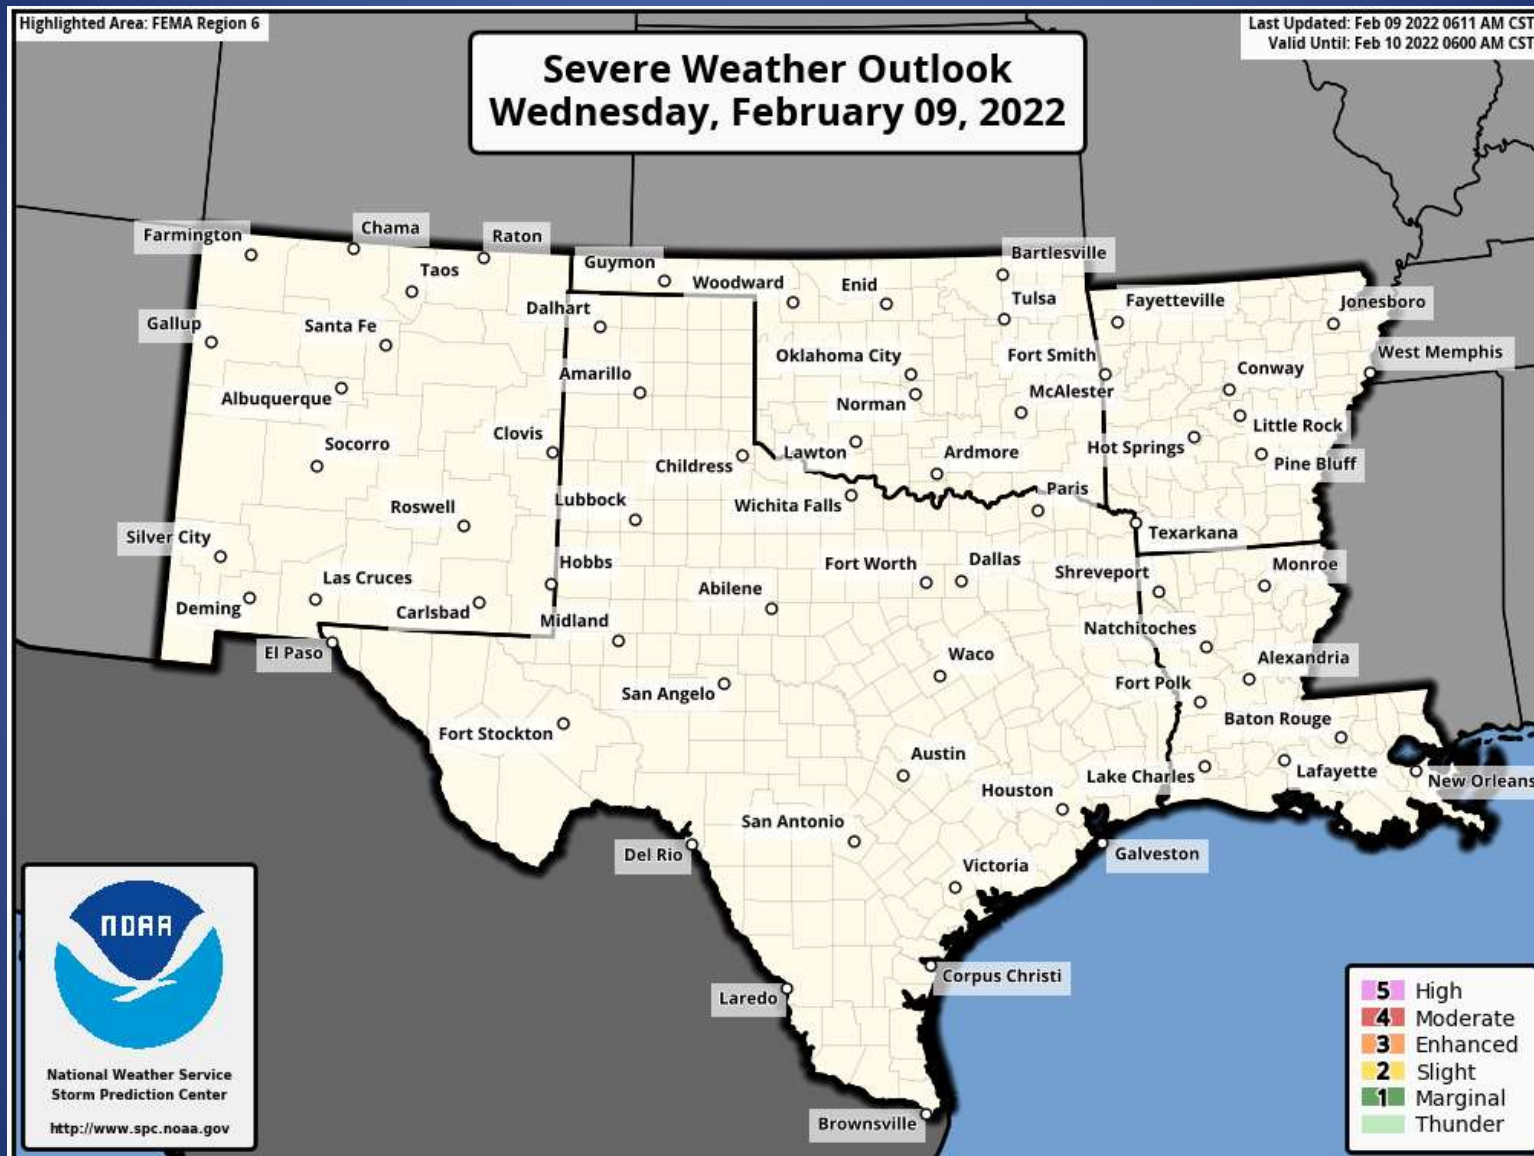 Highlighted Area: FEMA Region 6
Last Updated: Feb 09 2022 0611 AM CST
Valid Until: Feb 10 2022 0600 AM CST
Severe Weather Outlook
Wednesday, February 09, 2022
Farmington
Chama
Raton
Taos
Guymon
Woodward
Enid
Bartlesville
Tulsa
Fayetteville
Jonesboro
Gallup
Santa Fe
Dalhart
Oklahoma City
Fort Smith
West Memphis
Albuquerque
Amarillo
Norman
McAlester
Conway
Little Rock
Socorro
Clovis
Childress
Lawton
Ardmore
Hot Springs
Pine Bluff
Roswell
Lubbock
Wichita Falls
Paris
Texarkana
Silver City
Las Cruces
Hobbs
Fort Worth
Dallas
Shreveport
Monroe
Deming
Carlsbad
Midland
Abilene
Natchitoches
El Paso
San Angelo
Waco
Alexandria
Fort Polk
Fort Stockton
Austin
Baton Rouge
Houston
Lake Charles
Lafayette
New Orleans
San Antonio
Del Rio
Victoria
Galveston
Laredo
Corpus Christi
Brownsville
NOAA
National Weather Service
Storm Prediction Center
http://www.spc.noaa.gov
5 High
4 Moderate
3 Enhanced
2 Slight
1 Marginal
Thunder